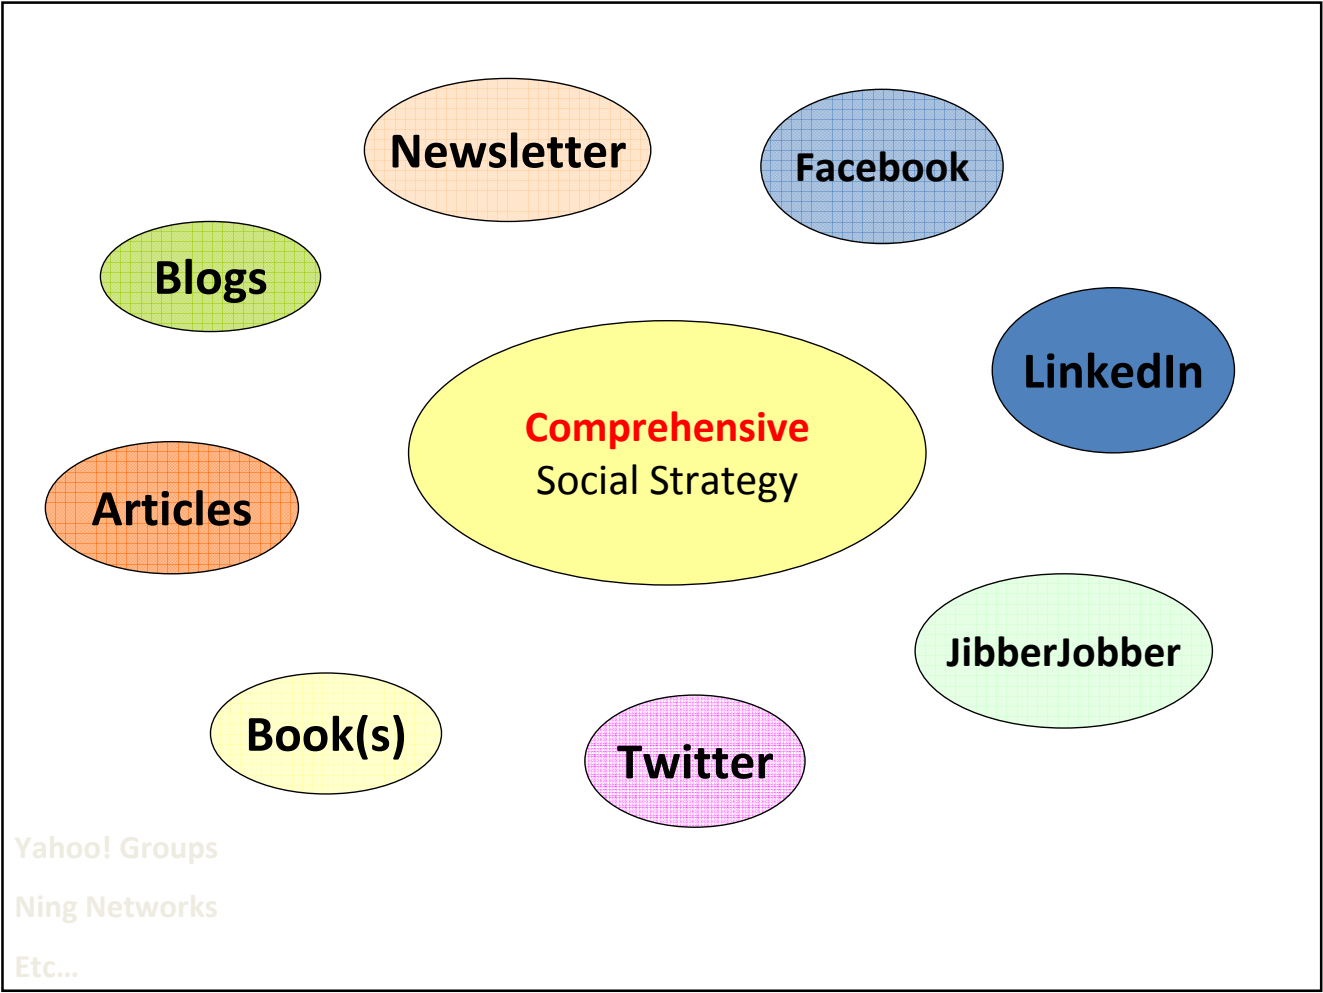 Newsletter
Facebook
Blogs
LinkedIn
Comprehensive
Social Strategy
Articles
JibberJobber
Book(s)
Twitter
Yahoo! Groups
Ning Networks
Etc…